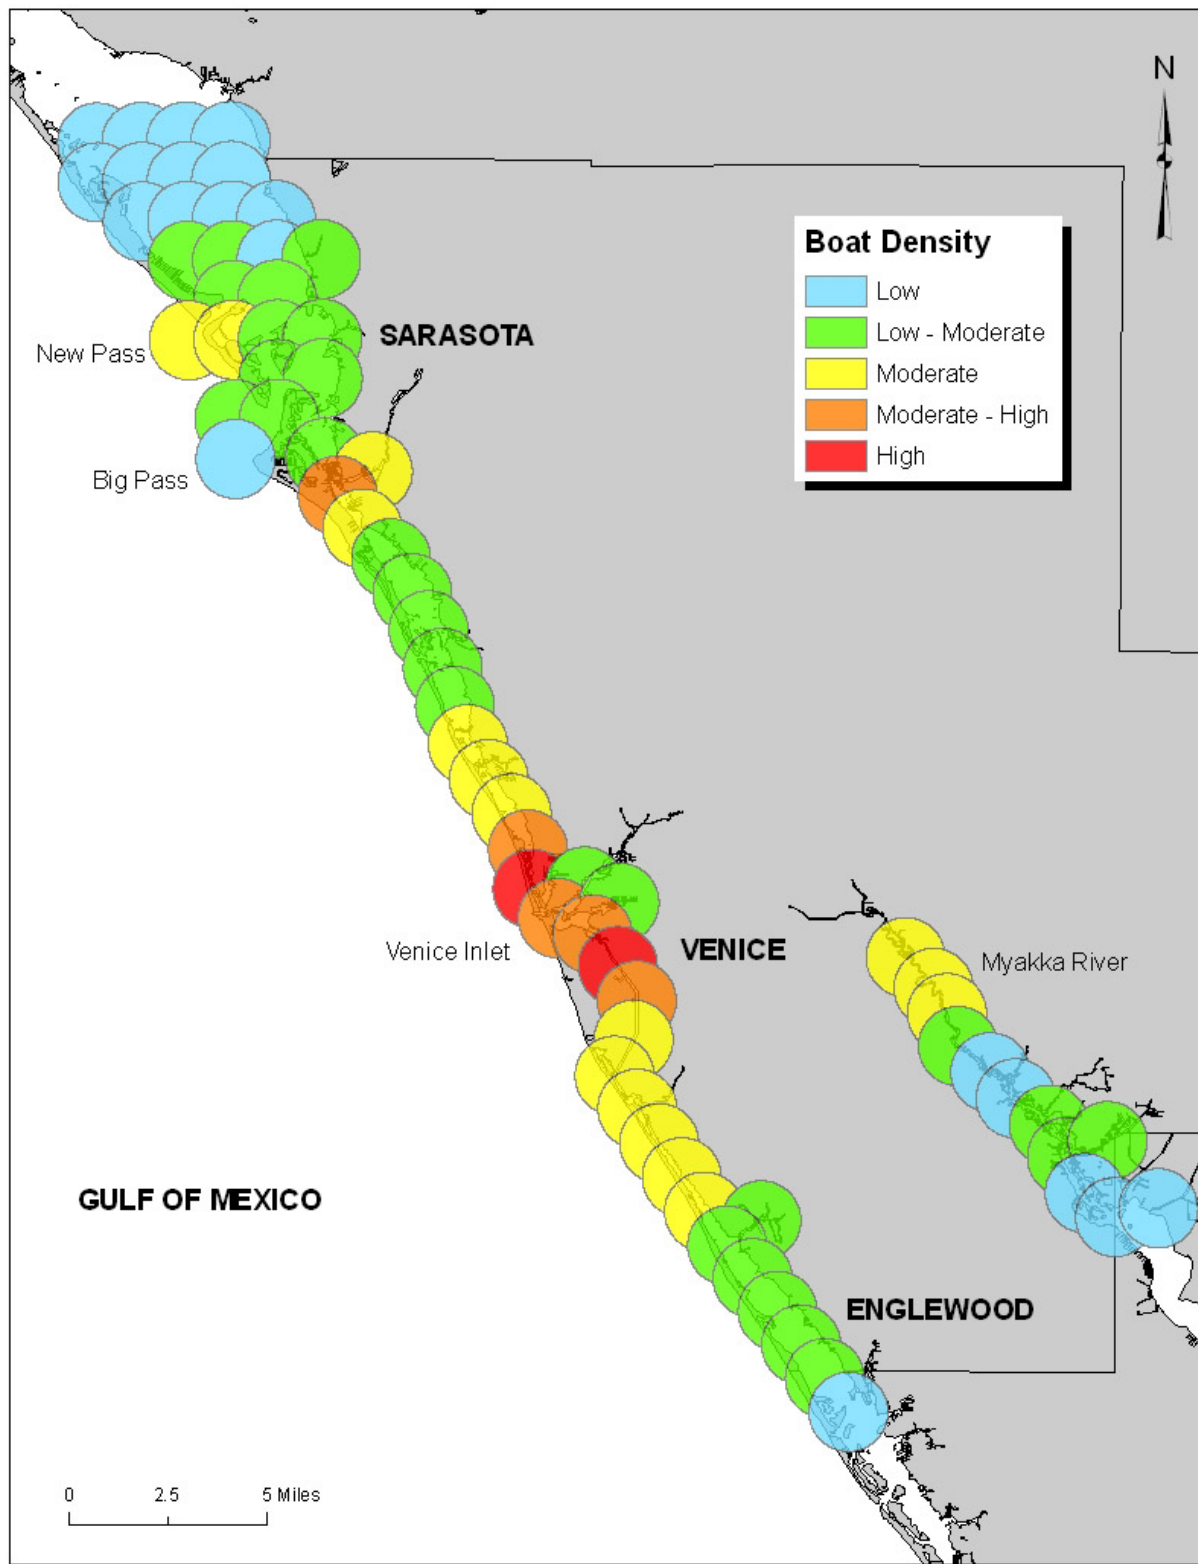 N
Boat Density
Low
Low - Moderate
Moderate
Moderate - High
High
SARASOTA
New Pass
Big Pass
Venice Inlet
VENICE
Myakka River
GULF OF MEXICO
ENGLEWOOD
0 2.5 5 Miles